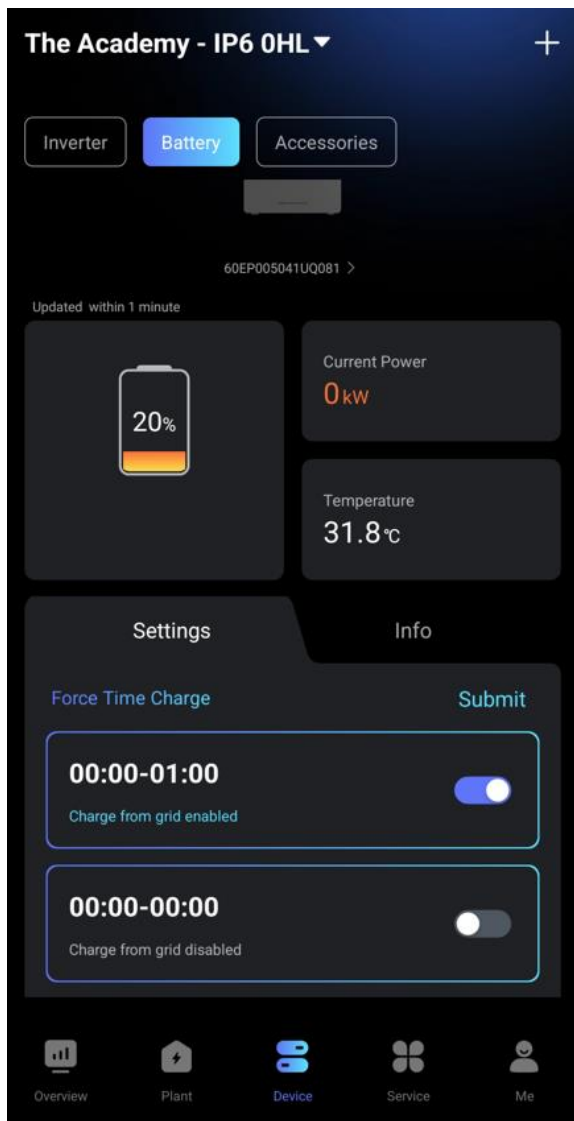 The Academy - IP6 0HL
Inverter Battery Accessories
60EP005041UQ081
Updated within 1 minute
20%
Current Power
0kW
Temperature
31.8℃
Settings Info
Force Time Charge Submit
00:00-01:00
Charge from grid enabled
00:00-00:00
Charge from grid disabled
Overview Plant Device Service Me